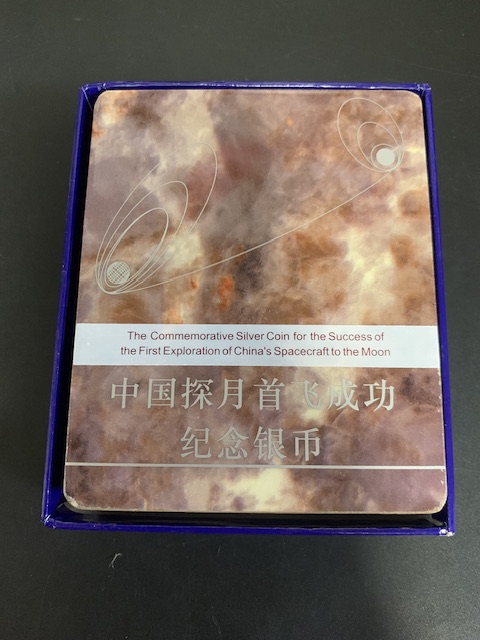 The Commemorative Silver Coin for the Success of
the First Exploration of China's Spacecraft to the Moon
中国探月首飞成功
纪念银币